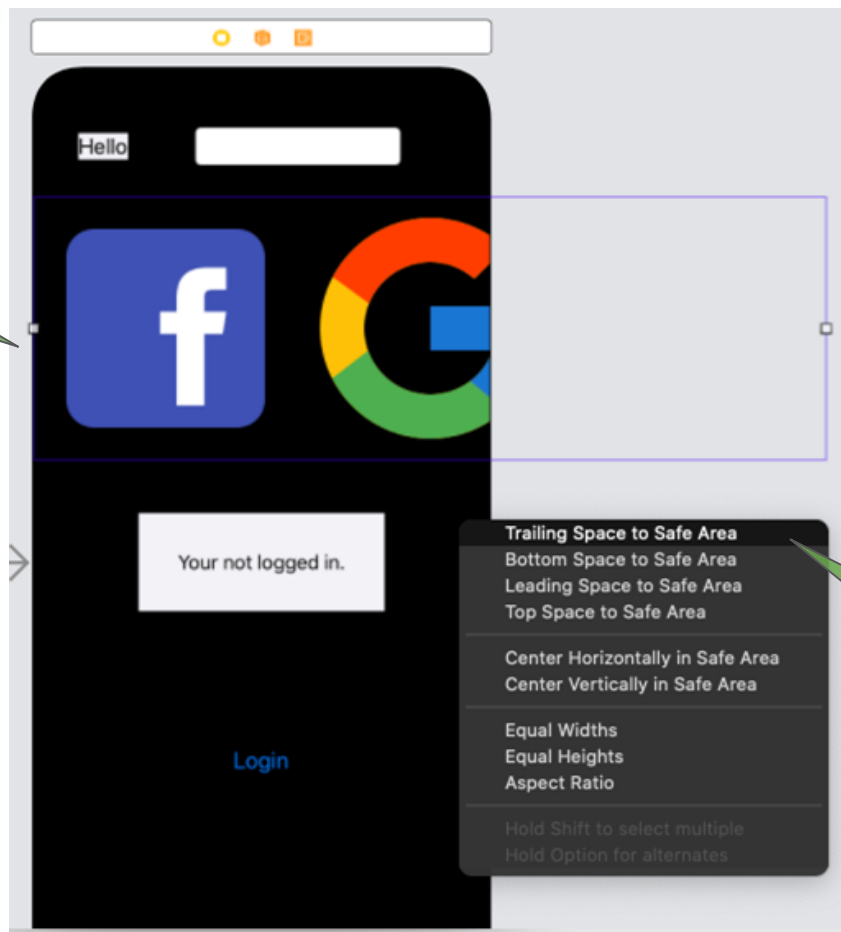 Hello
f
Your not logged in.
Trailing Space to Safe Area
Bottom Space to Safe Area
Leading Space to Safe Area
Top Space to Safe Area
Center Horizontally in Safe Area
Center Vertically in Safe Area
Equal Widths
Equal Heights
Aspect Ratio
Hold Shift to select multiple
Hold Option for alternates
Login